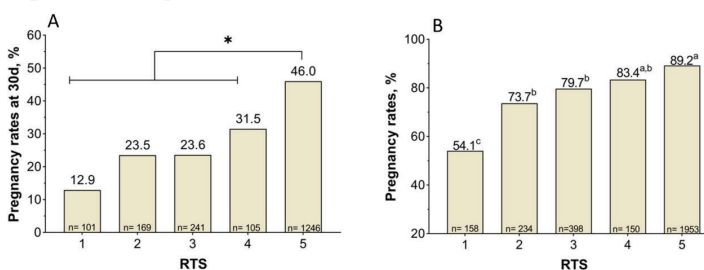 A
Pregnancy rates at 30d, %
60
50
40
30
20
10
0
*
12.9
23.5
23.6
31.5
46.0
n= 101
n= 169
n= 241
n= 105
n= 1246
1 2 3 4 5
RTS
B
Pregnancy rates, %
100
80
60
40
20
54.1c
73.7b
79.7b
83.4a,b
89.2a
n= 158
n= 234
n=398
n= 150
n= 1953
1 2 3 4 5
RTS